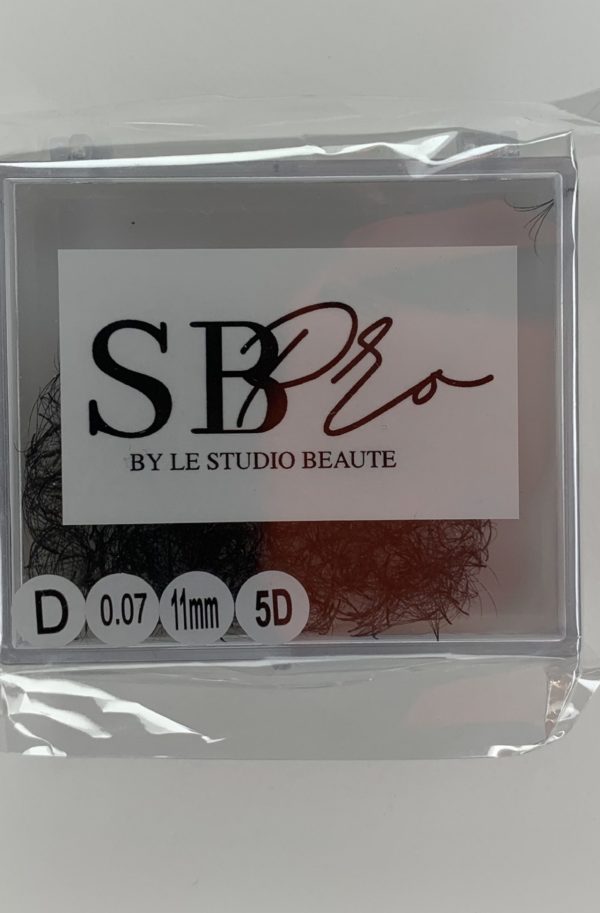 SB Pro
BY LE STUDIO BEAUTE
D 0.07 11mm 5D